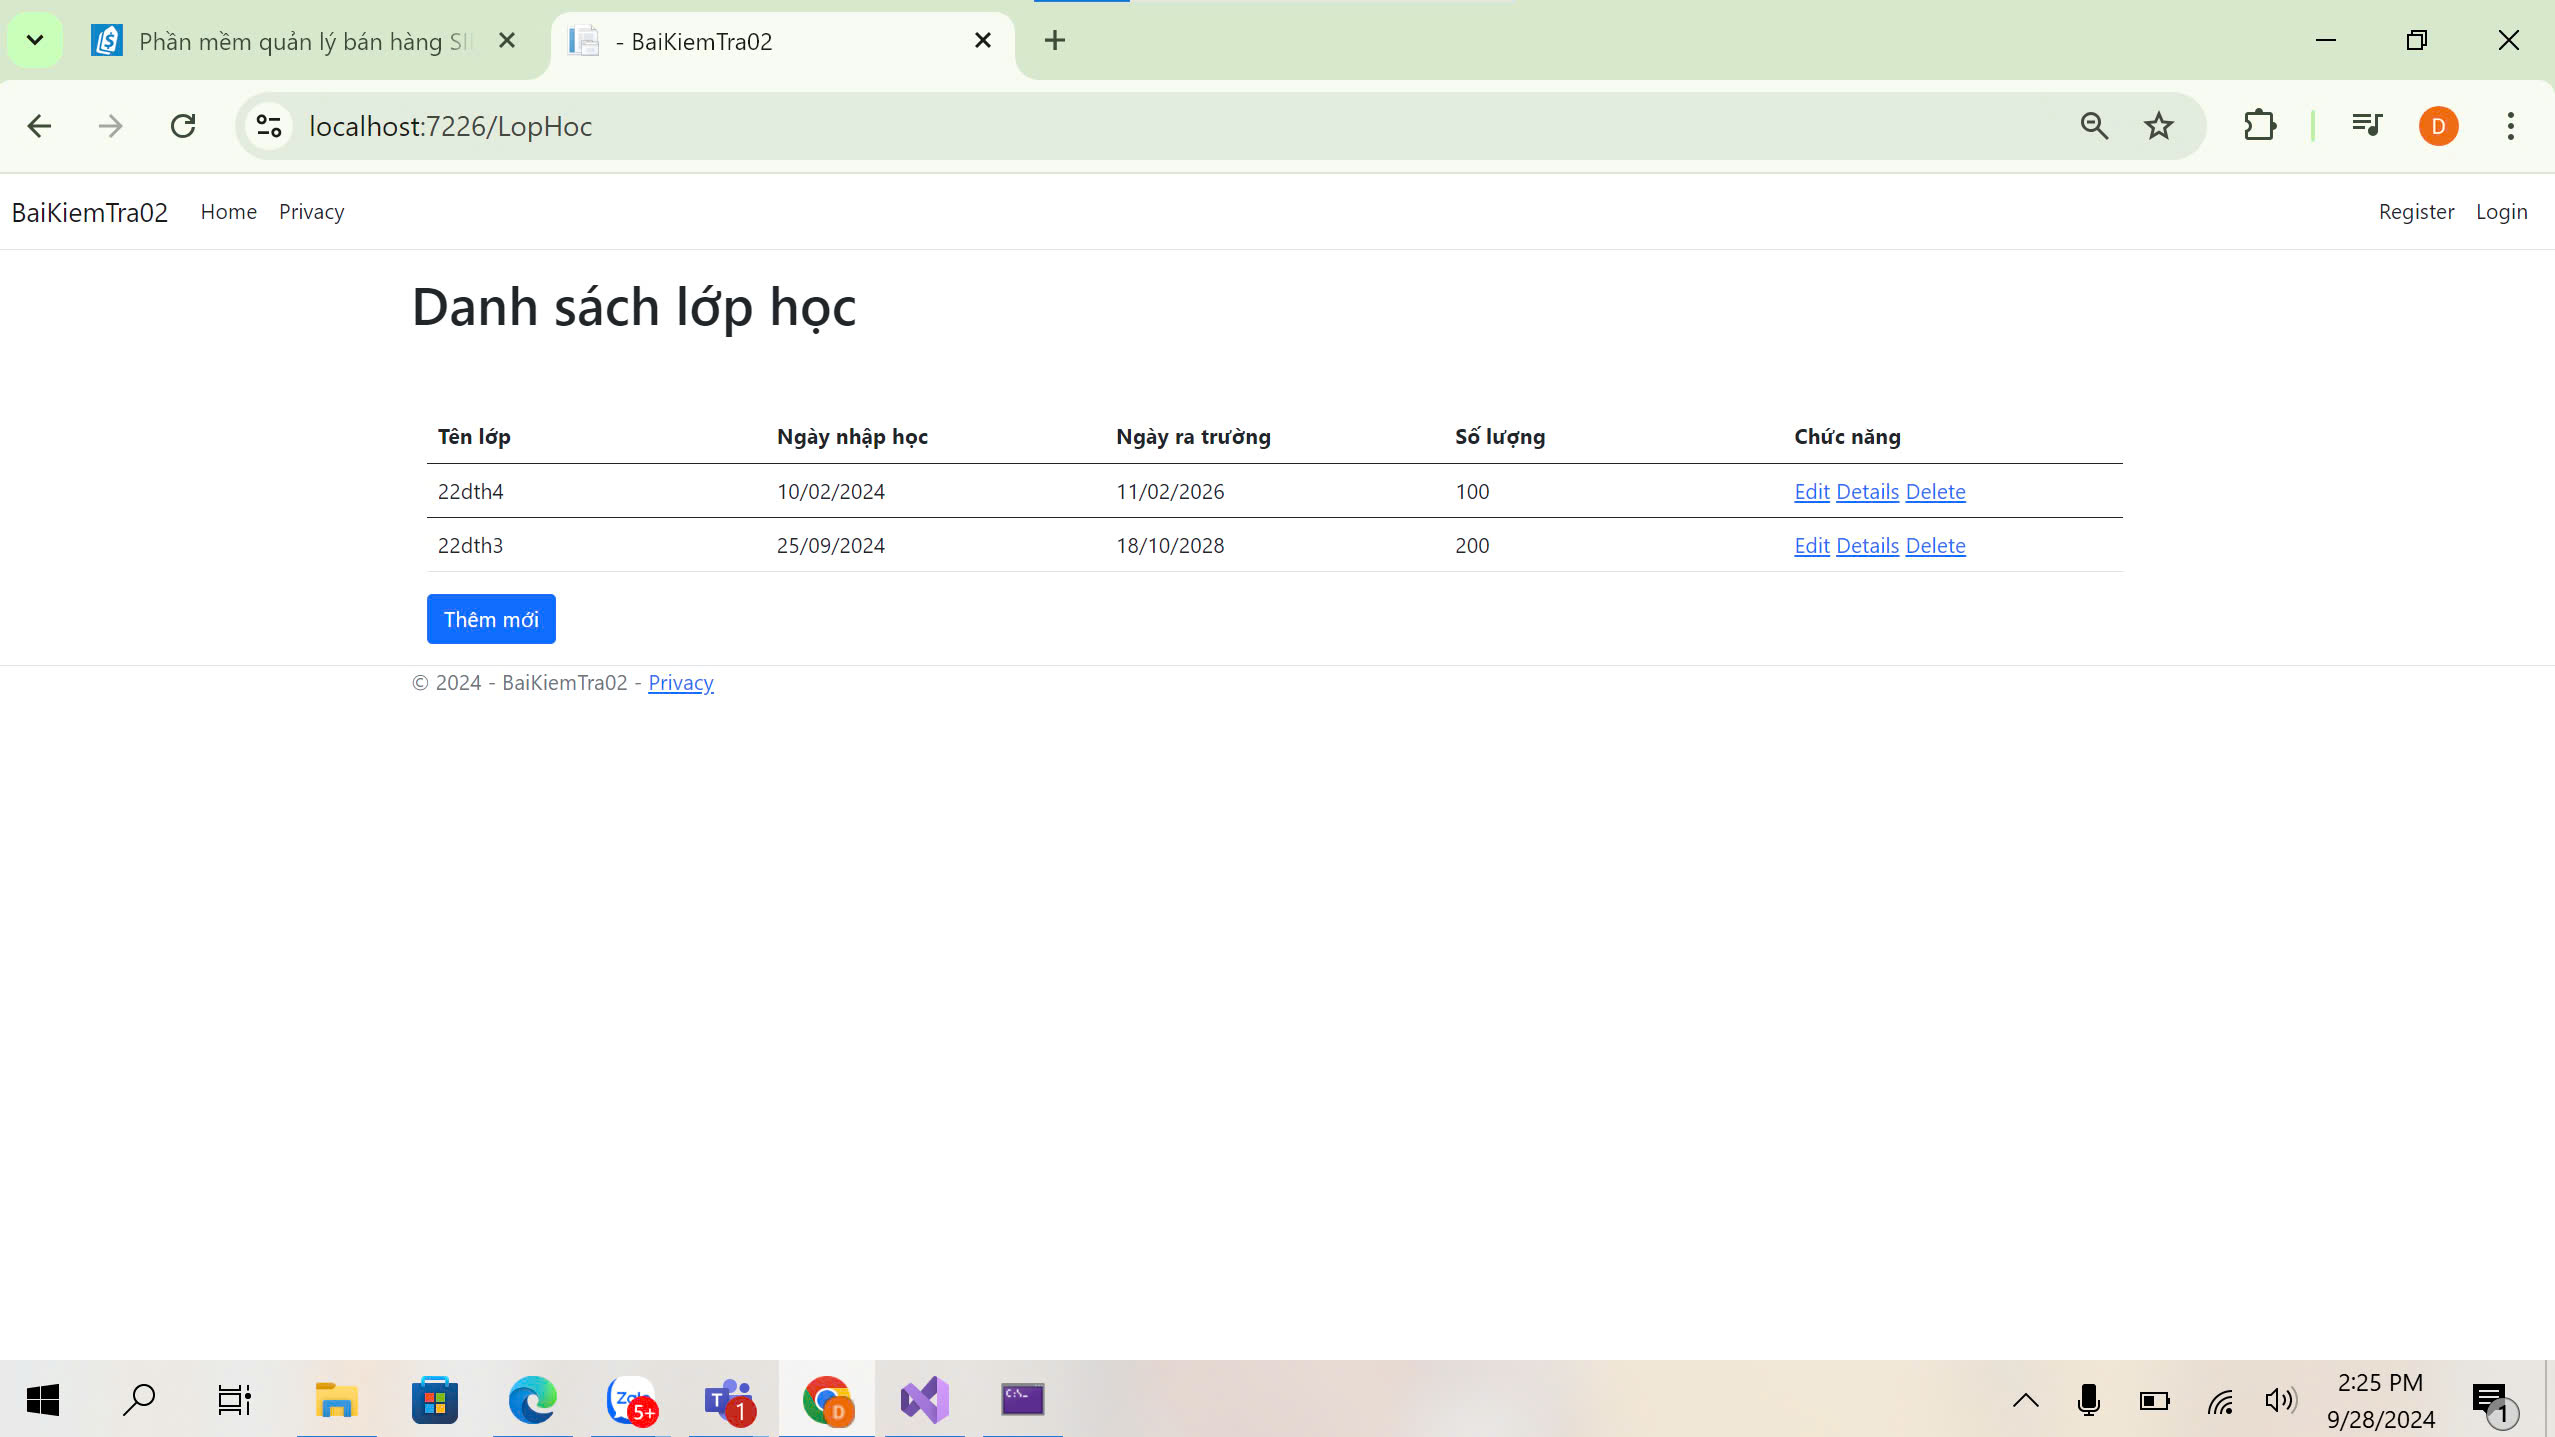 Phần mềm quản lý bán hàng
- BaiKiemTra02
localhost:7226/LopHoc
D
BaiKiemTra02 Home Privacy Register Login
Danh sách lớp học
Tên lớp Ngày nhập học Ngày ra trường Số lượng Chức năng
22dth4 10/02/2024 11/02/2026 100 Edit Details Delete
22dth3 25/09/2024 18/10/2028 200 Edit Details Delete
Thêm mới
© 2024 - BaiKiemTra02 - Privacy
5+ T 1 D C:\_
2:25 PM
9/28/2024
1